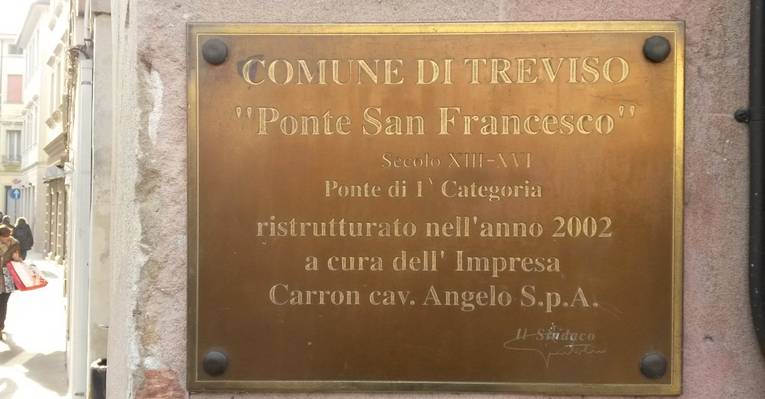 COMUNE DI TREVISO
"Ponte San Francesco"
Secolo XIII-XVI
Ponte di 1` Categoria
ristrutturato nell'anno 2002
a cura dell' Impresa
Carron cav. Angelo S.p.A.
Il Sindaco